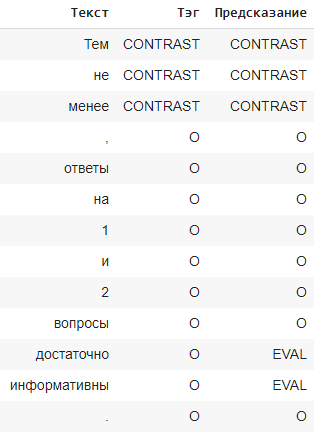 Текст Тэг Предсказание
Тем CONTRAST CONTRAST
не CONTRAST CONTRAST
менее CONTRAST CONTRAST
, O O
ответы O O
на O O
1 O O
и O O
2 O O
вопросы O O
достаточно O EVAL
информативны O EVAL
. O O